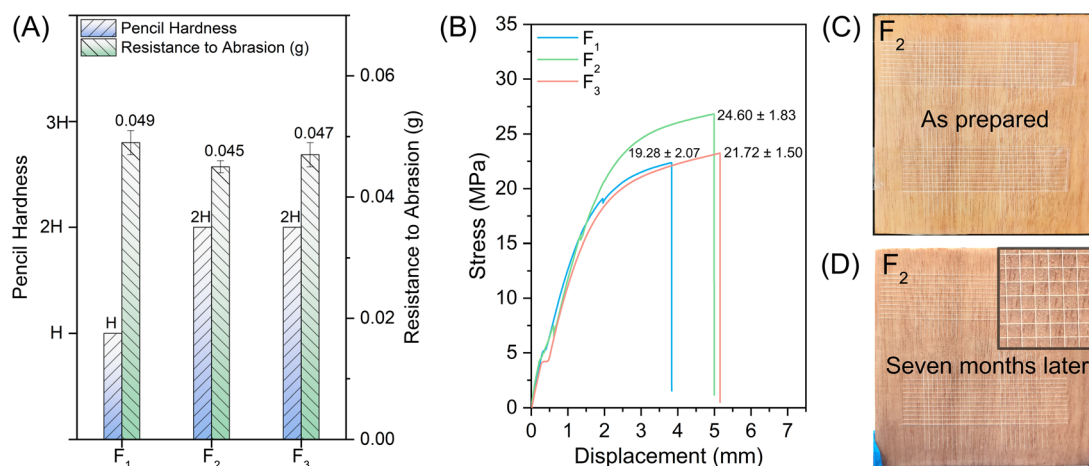 (A)
Pencil Hardness
Resistance to Abrasion (g)
Pencil Hardness
3H
2H
H
0.049
0.045
0.047
H
2H
2H
F1
F2
F3
0.06
0.04
0.02
0.00
Resistance to Abrasion (g)
(B)
F1
F2
F3
Stress (MPa)
35
30
25
20
15
10
5
0
24.60 ± 1.83
19.28 ± 2.07
21.72 ± 1.50
0 1 2 3 4 5 6 7
Displacement (mm)
(C)
F2
As prepared
(D)
F2
Seven months later